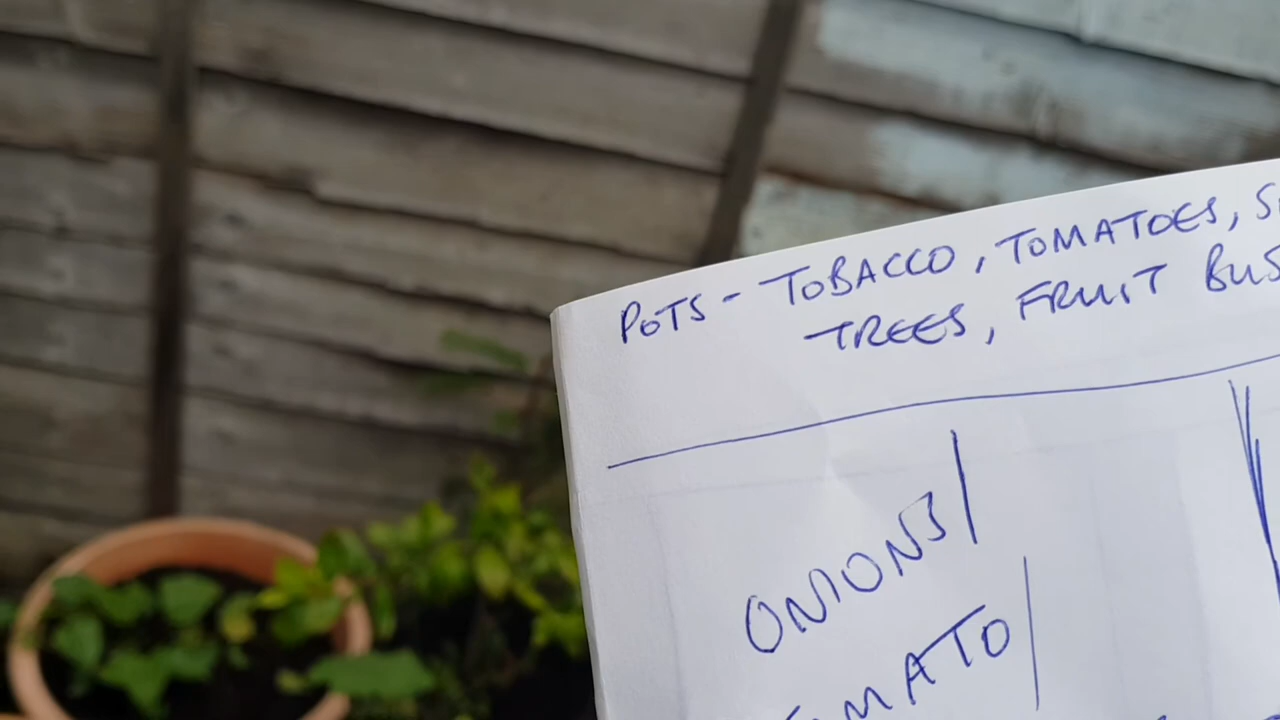 POTS - TOBACCO, TOMATOES,
TREES, FRUIT
ONIONS/